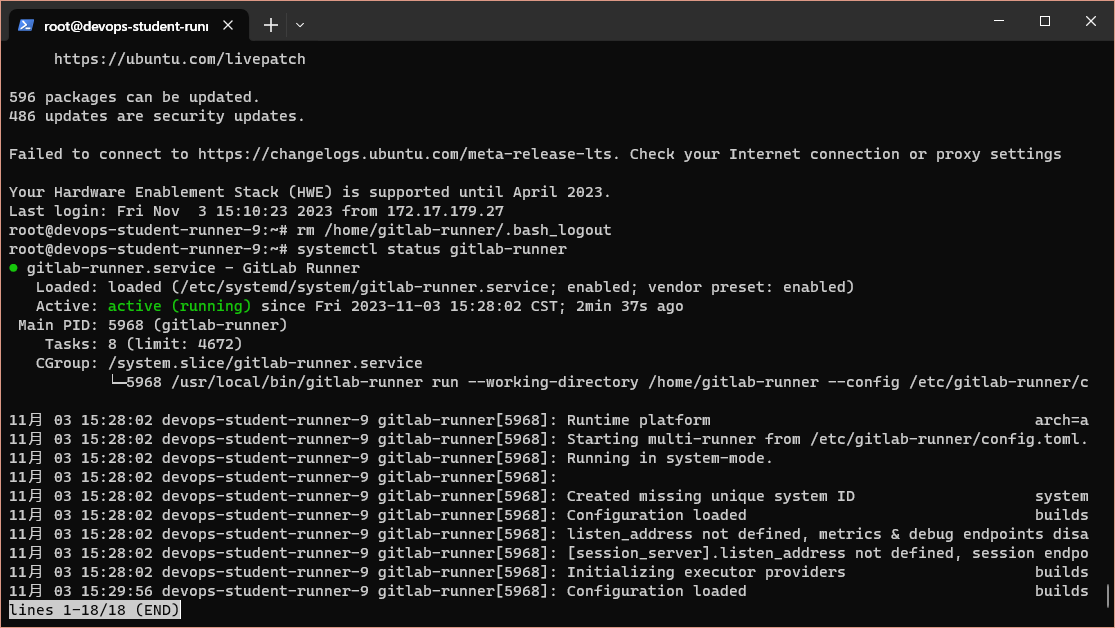 root@devops-student-runı
https://ubuntu.com/livepatch
596 packages can be updated.
486 updates are security updates.
Failed to connect to https://changelogs.ubuntu.com/meta-release-lts. Check your Internet connection or proxy settings
Your Hardware Enablement Stack (HWE) is supported until April 2023.
Last login: Fri Nov  3 15:10:23 2023 from 172.17.179.27
root@devops-student-runner-9:~# rm /home/gitlab-runner/.bash_logout
root@devops-student-runner-9:~# systemctl status gitlab-runner
● gitlab-runner.service - GitLab Runner
Loaded: loaded (/etc/systemd/system/gitlab-runner.service; enabled; vendor preset: enabled)
Active: active (running) since Fri 2023-11-03 15:28:02 CST; 2min 37s ago
Main PID: 5968 (gitlab-runner)
Tasks: 8 (limit: 4672)
CGroup: /system.slice/gitlab-runner.service
└─5968 /usr/local/bin/gitlab-runner run --working-directory /home/gitlab-runner --config /etc/gitlab-runner/c
11月 03 15:28:02 devops-student-runner-9 gitlab-runner[5968]: Runtime platform arch=a
11月 03 15:28:02 devops-student-runner-9 gitlab-runner[5968]: Starting multi-runner from /etc/gitlab-runner/config.toml.
11月 03 15:28:02 devops-student-runner-9 gitlab-runner[5968]: Running in system-mode.
11月 03 15:28:02 devops-student-runner-9 gitlab-runner[5968]:
11月 03 15:28:02 devops-student-runner-9 gitlab-runner[5968]: Created missing unique system ID system
11月 03 15:28:02 devops-student-runner-9 gitlab-runner[5968]: Configuration loaded builds
11月 03 15:28:02 devops-student-runner-9 gitlab-runner[5968]: listen_address not defined, metrics & debug endpoints disa
11月 03 15:28:02 devops-student-runner-9 gitlab-runner[5968]: [session_server].listen_address not defined, session endpo
11月 03 15:28:02 devops-student-runner-9 gitlab-runner[5968]: Initializing executor providers builds
11月 03 15:29:56 devops-student-runner-9 gitlab-runner[5968]: Configuration loaded builds
lines 1-18/18 (END)